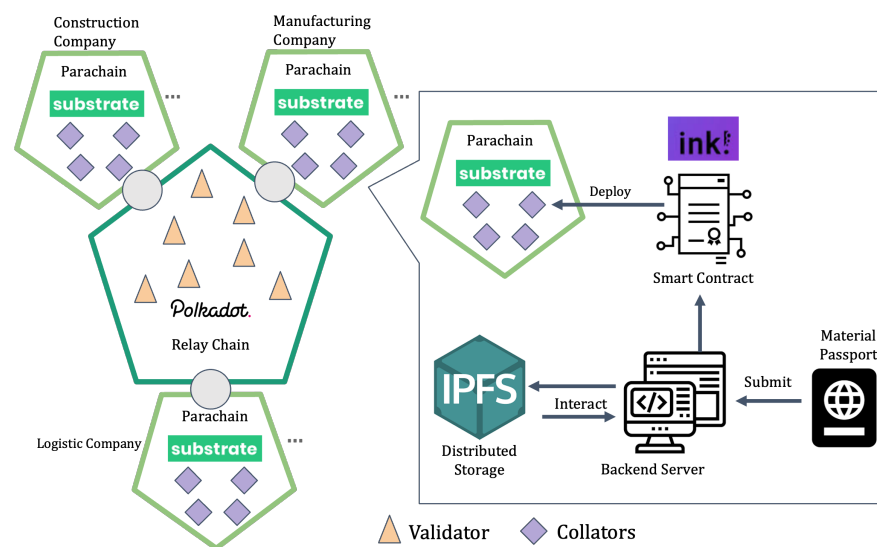 Construction
Company
Manufacturing
Company
Parachain
substrate
...
Parachain
substrate
...
Polkadot.
Relay Chain
Logistic Company
Parachain
substrate
...
Parachain
substrate
Deploy
ink!
Smart Contract
IPFS
Distributed
Storage
Interact
Backend Server
Submit
Material
Passport
Validator
Collators